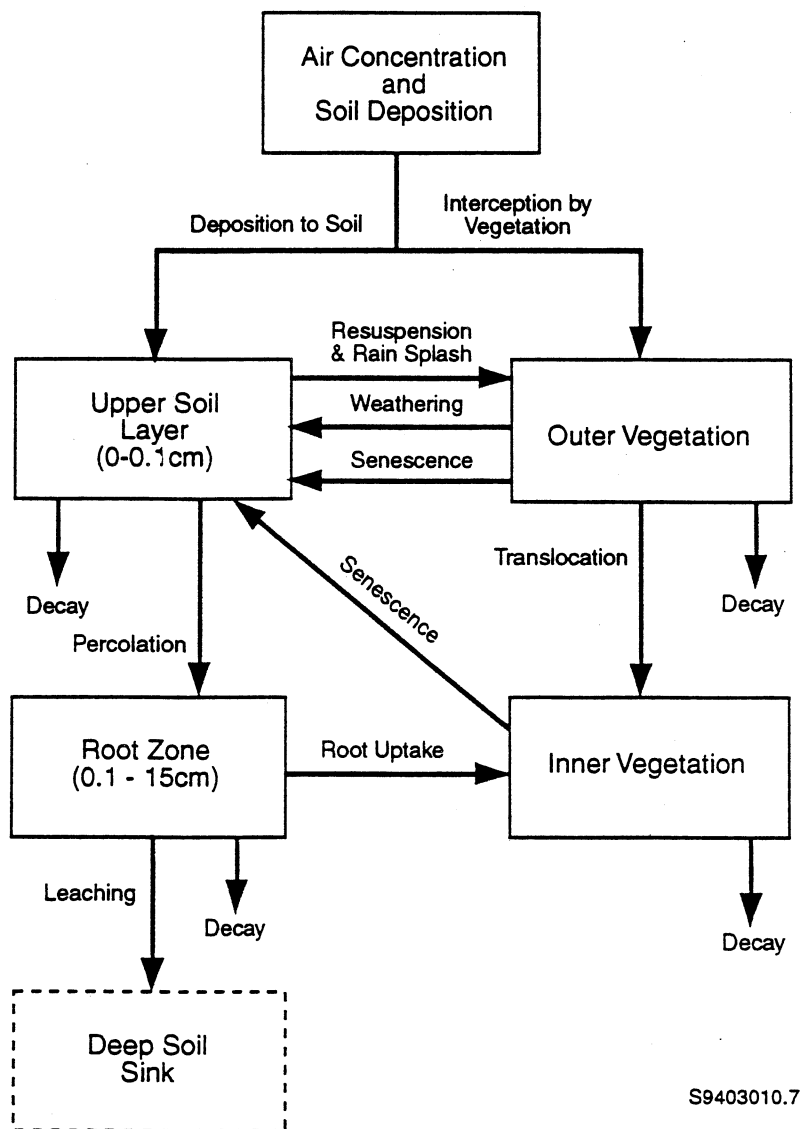 Air Concentration
and
Soil Deposition
Deposition to Soil
Interception by
Vegetation
Resuspension
& Rain Splash
Upper Soil
Layer
(0-0.1cm)
Weathering
Outer Vegetation
Senescence
Translocation
Senescence
Decay
Decay
Percolation
Root Zone
(0.1 - 15cm)
Root Uptake
Inner Vegetation
Leaching
Decay
Decay
Deep Soil
Sink
S9403010.7